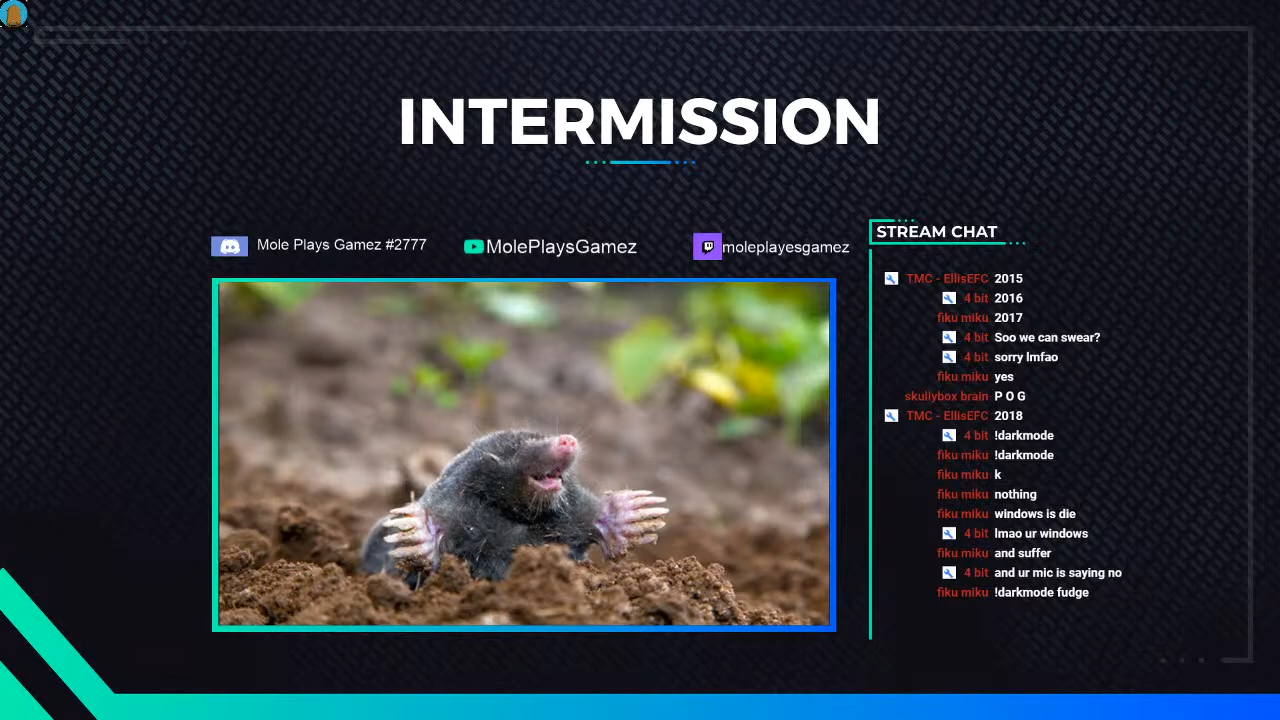 INTERMISSION
Mole Plays Gamez #2777
MolePlaysGamez
moleplayesgamez
STREAM CHAT
TMC - EllisEFC 2015
4 bit 2016
fiku miku 2017
4 bit Soo we can swear?
4 bit sorry lmfao
fiku miku yes
skullybox brain P O G
TMC - EllisEFC 2018
4 bit !darkmode
fiku miku !darkmode
fiku miku k
fiku miku nothing
fiku miku windows is die
4 bit lmao ur windows
fiku miku and suffer
4 bit and ur mic is saying no
fiku miku !darkmode fudge